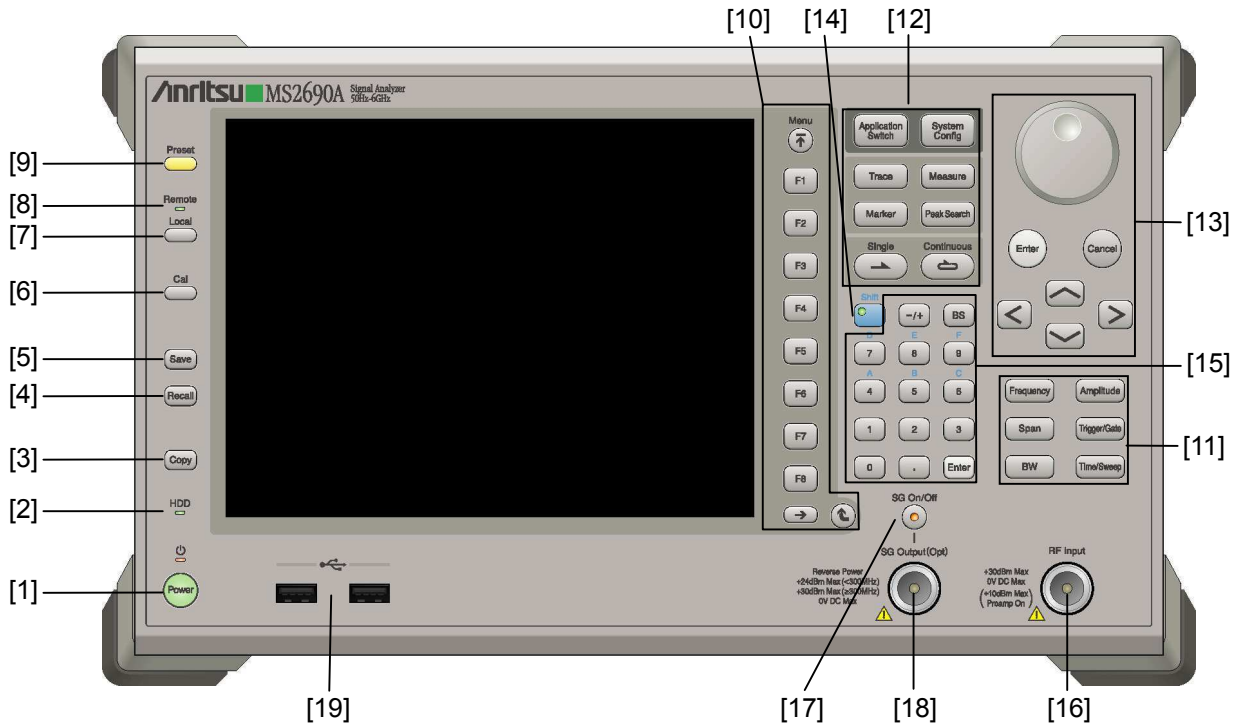 [10]
[14]
[12]
Anritsu MS2690A Signal Analyzer
50Hz-6GHz
Menu
Application
Switch
System
Config
[9]
Preset
F1
Trace
Measure
[8]
Remote
[7]
Local
F2
Marker
Peak Search
[13]
F3
Single
Continuous
Enter
Cancel
[6]
Cal
F4
Shift
-/+
BS
D
E
F
[5]
Save
F5
7
8
9
[15]
A
B
C
[4]
Recall
F6
4
5
6
Frequency
Amplitude
F7
1
2
3
Span
Trigger/Gate
[11]
[3]
Copy
F8
0
.
Enter
BW
Time/Sweep
[2]
HDD
SG On/Off
SG Output(Opt)
RF Input
[1]
Power
Reverse Power
+24dBm Max (<300MHz)
+30dBm Max (≥300MHz)
0V DC Max
+30dBm Max
0V DC Max
(+10dBm Max)
(Preamp On)
[19]
[17]
[18]
[16]